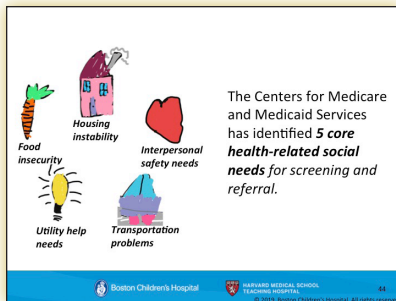 Food
insecurity
Housing
instability
Interpersonal
safety needs
Utility help
needs
Transportation
problems
The Centers for Medicare
and Medicaid Services
has identified 5 core
health-related social
needs for screening and
referral.
Boston Children's Hospital
HARVARD MEDICAL SCHOOL
TEACHING HOSPITAL
44
© 2019 Boston Children's Hospital. All rights reserved